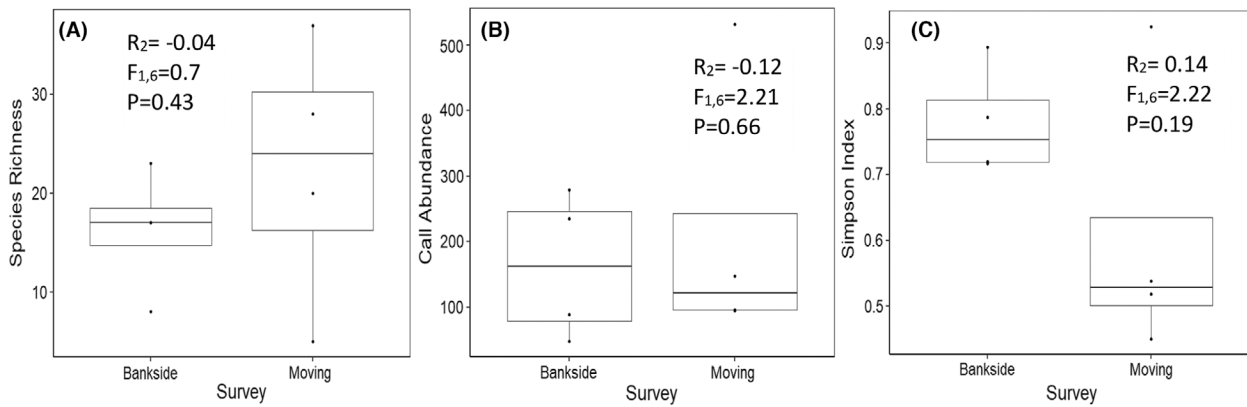 (A)
R2= -0.04
F1,6=0.7
P=0.43
Species Richness
30
20
10
Bankside Moving
Survey
(B)
R2= -0.12
F1,6=2.21
P=0.66
Call Abundance
500
400
300
200
100
Bankside Moving
Survey
(C)
R2= 0.14
F1,6=2.22
P=0.19
Simpson Index
0.9
0.8
0.7
0.6
0.5
Bankside Moving
Survey